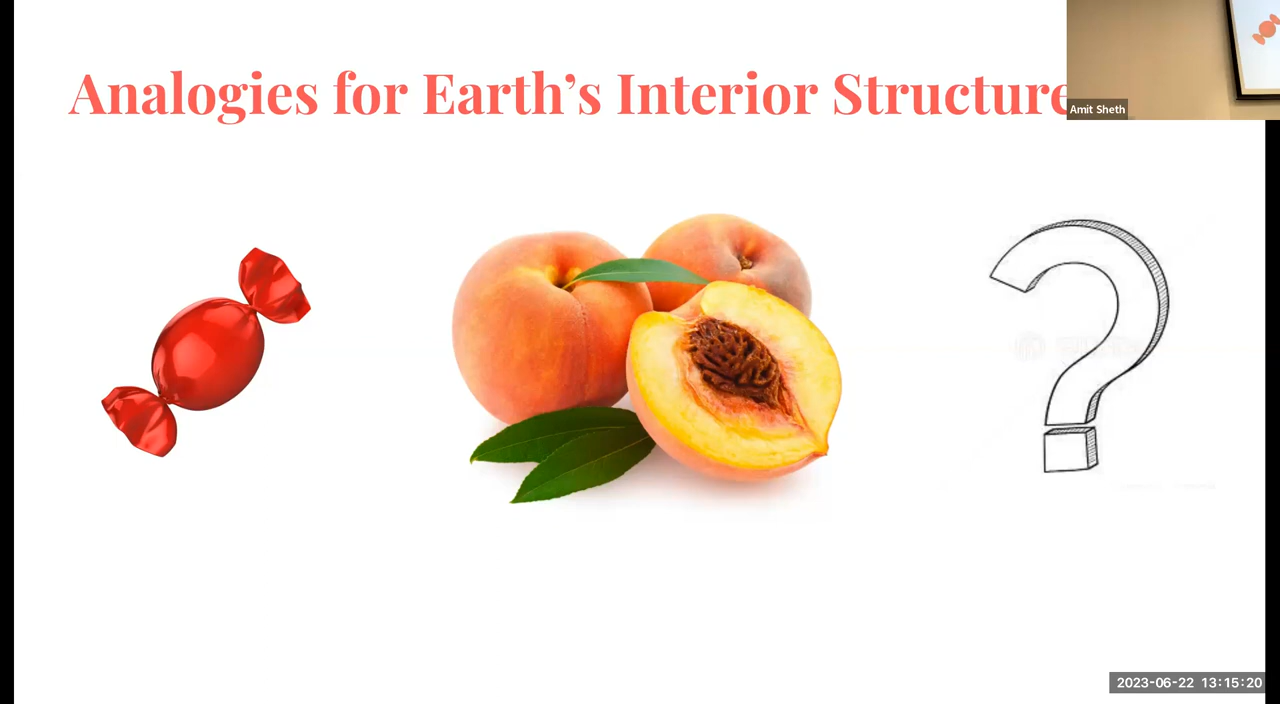 Analogies for Earth's Interior Structure
Amit Sheth
2023-06-22 13:15:20